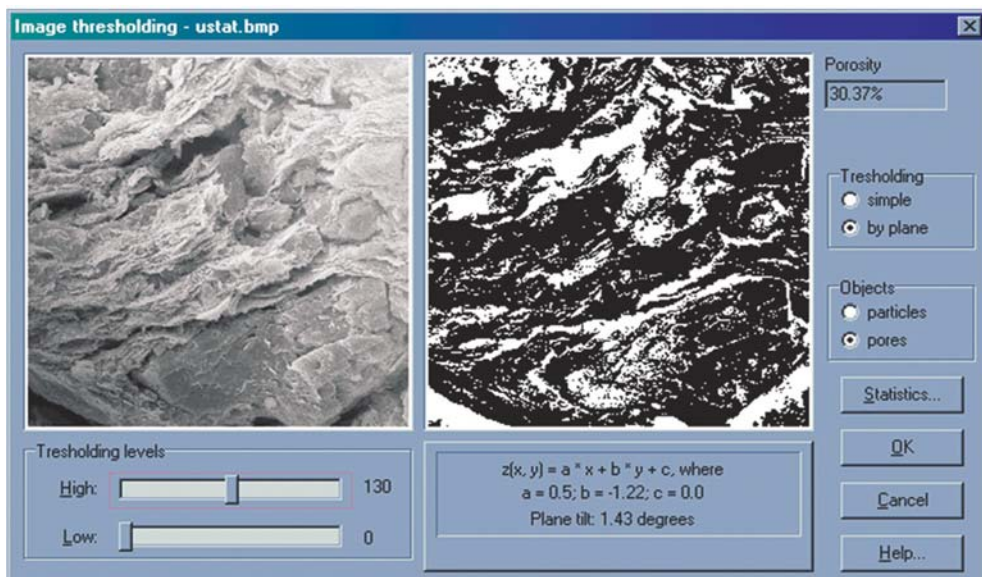 Image thresholding - ustat.bmp
Porosity
30.37%
Tresholding
simple
by plane
Objects
particles
pores
Statistics...
OK
Cancel
Help...
Tresholding levels
High: 130
Low: 0
z(x, y) = a * x + b * y + c, where
a = 0.5; b = -1.22; c = 0.0
Plane tilt: 1.43 degrees